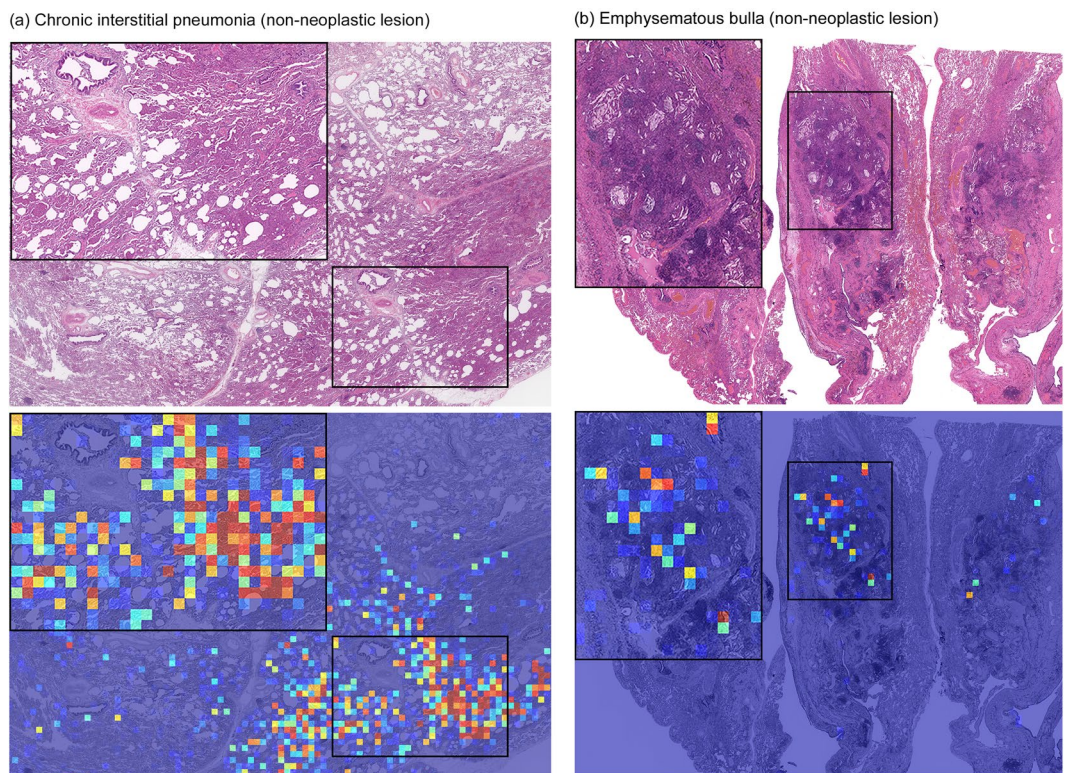 (a) Chronic interstitial pneumonia (non-neoplastic lesion)
(b) Emphysematous bulla (non-neoplastic lesion)